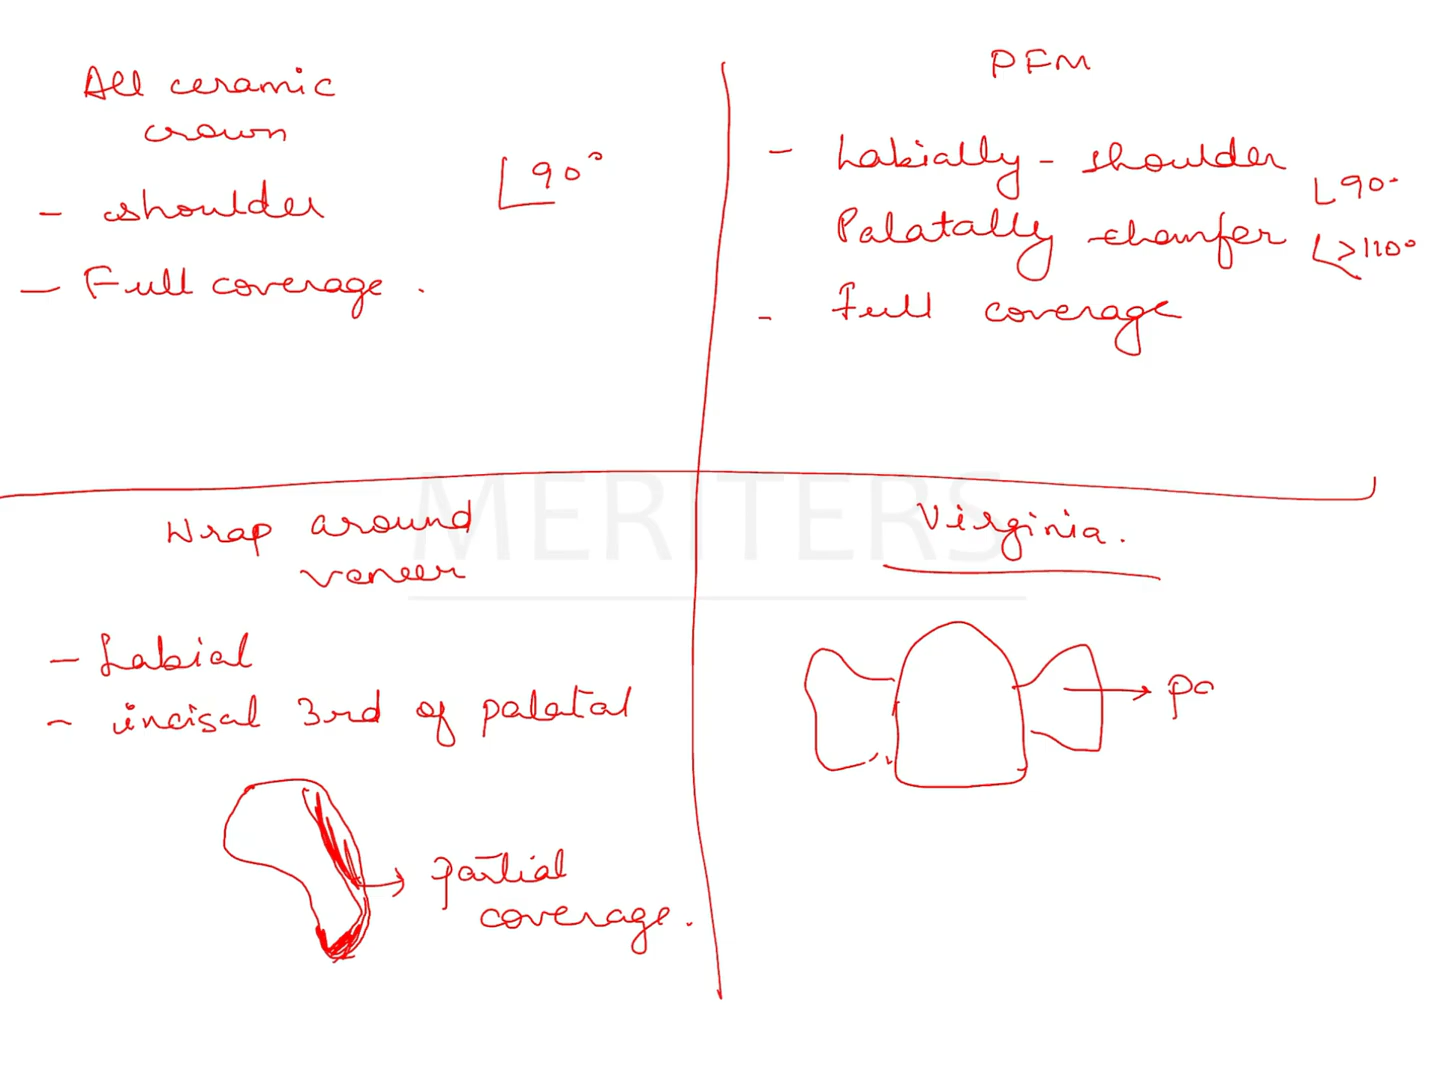 All ceramic
crown
- shoulder
∟90°
- Full coverage.
PFM
- Labially - shoulder
∟90°
Palatally - chamfer
∟>110°
- Full coverage
Wrap around
veneer
- Labial
- incisal 3rd of palatal
→ partial
coverage.
Virginia.
→ pa
MERITERS